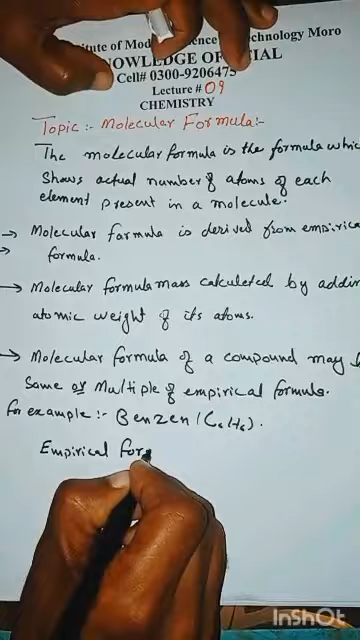 itute of Mod ience echnology Moro
NOWLEDGE OF IAL
Cell# 0300-9206475
Lecture # 09
CHEMISTRY
Topic :- Molecular Formula:-
The molecular formula is the formula whic
Shows actual number of atoms of each
element present in a molecule.
→ Molecular formula is derived from empirica
→ formula.
→ Molecular formula mass calculated by addin
atomic weight of its atoms.
→ Molecular formula of a compound may b
Same or Multiple of empirical formula.
for example :- Benzen (C₆H₆).
Empirical for
InShOt